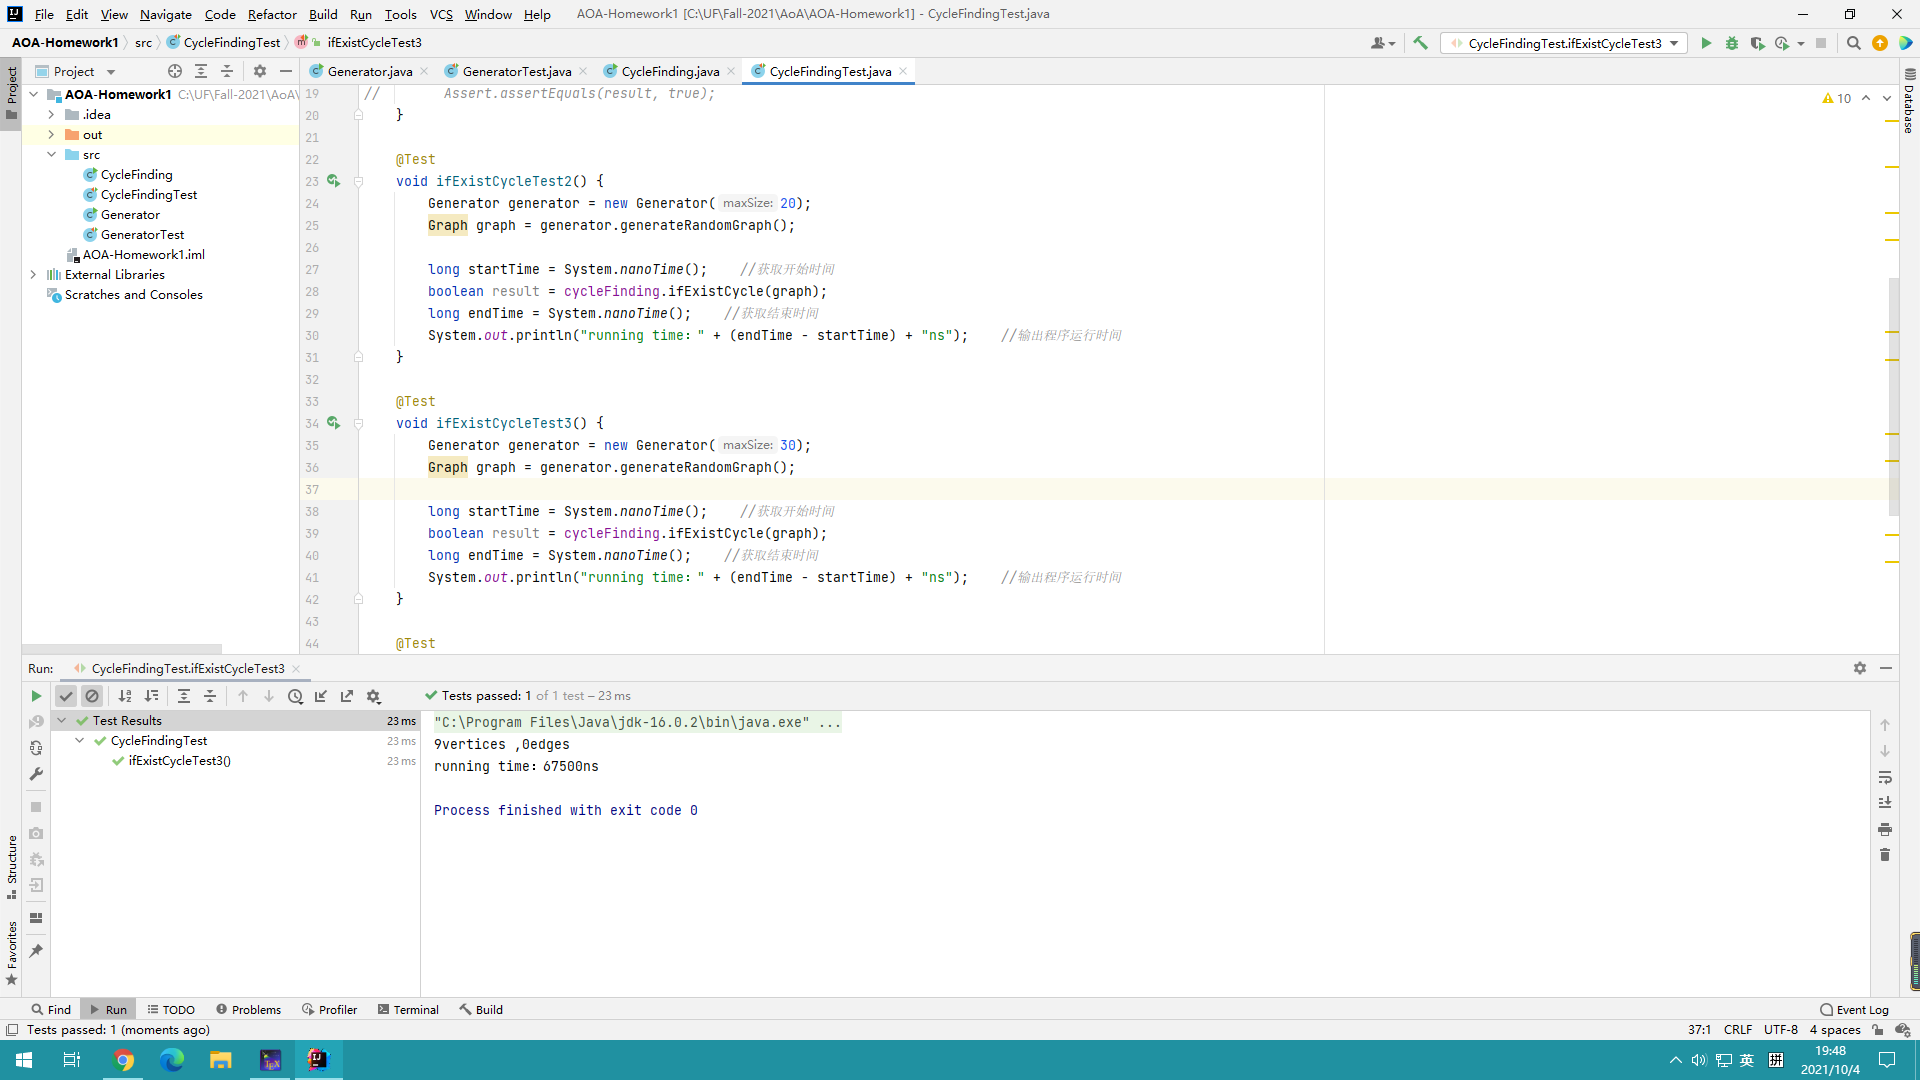 File Edit View Navigate Code Refactor Build Run Tools VCS Window Help AOA-Homework1 [C:\UF\Fall-2021\AoA\AOA-Homework1] - CycleFindingTest.java
AOA-Homework1 src CycleFindingTest ifExistCycleTest3
CycleFindingTest.ifExistCycleTest3
Project
Project
Database
Generator.java GeneratorTest.java CycleFinding.java CycleFindingTest.java
AOA-Homework1 C:\UF\Fall-2021\AoA\
.idea
out
src
CycleFinding
CycleFindingTest
Generator
GeneratorTest
AOA-Homework1.iml
External Libraries
Scratches and Consoles
10
19 // Assert.assertEquals(result, true);
20 }
21
22 @Test
23 void ifExistCycleTest2() {
24 Generator generator = new Generator( maxSize: 20);
25 Graph graph = generator.generateRandomGraph();
26
27 long startTime = System.nanoTime(); //获取开始时间
28 boolean result = cycleFinding.ifExistCycle(graph);
29 long endTime = System.nanoTime(); //获取结束时间
30 System.out.println("running time：" + (endTime - startTime) + "ns"); //输出程序运行时间
31 }
32
33 @Test
34 void ifExistCycleTest3() {
35 Generator generator = new Generator( maxSize: 30);
36 Graph graph = generator.generateRandomGraph();
37
38 long startTime = System.nanoTime(); //获取开始时间
39 boolean result = cycleFinding.ifExistCycle(graph);
40 long endTime = System.nanoTime(); //获取结束时间
41 System.out.println("running time：" + (endTime - startTime) + "ns"); //输出程序运行时间
42 }
43
44 @Test
Run: CycleFindingTest.ifExistCycleTest3
Tests passed: 1 of 1 test – 23 ms
Test Results 23 ms
CycleFindingTest 23 ms
ifExistCycleTest3() 23 ms
"C:\Program Files\Java\jdk-16.0.2\bin\java.exe" ...
9vertices ,0edges
running time：67500ns
Process finished with exit code 0
Structure
Favorites
Find Run TODO Problems Profiler Terminal Build Event Log
Tests passed: 1 (moments ago) 37:1 CRLF UTF-8 4 spaces
英 拼 19:48
2021/10/4